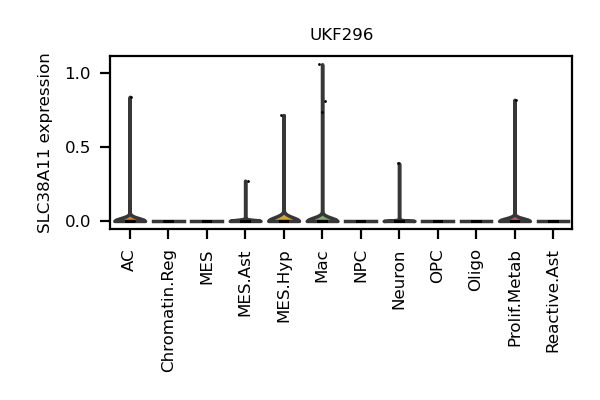 UKF296
SLC38A11 expression
1.0
0.5
0.0
AC
Chromatin.Reg
MES
MES.Ast
MES.Hyp
Mac
NPC
Neuron
OPC
Oligo
Prolif.Metab
Reactive.Ast